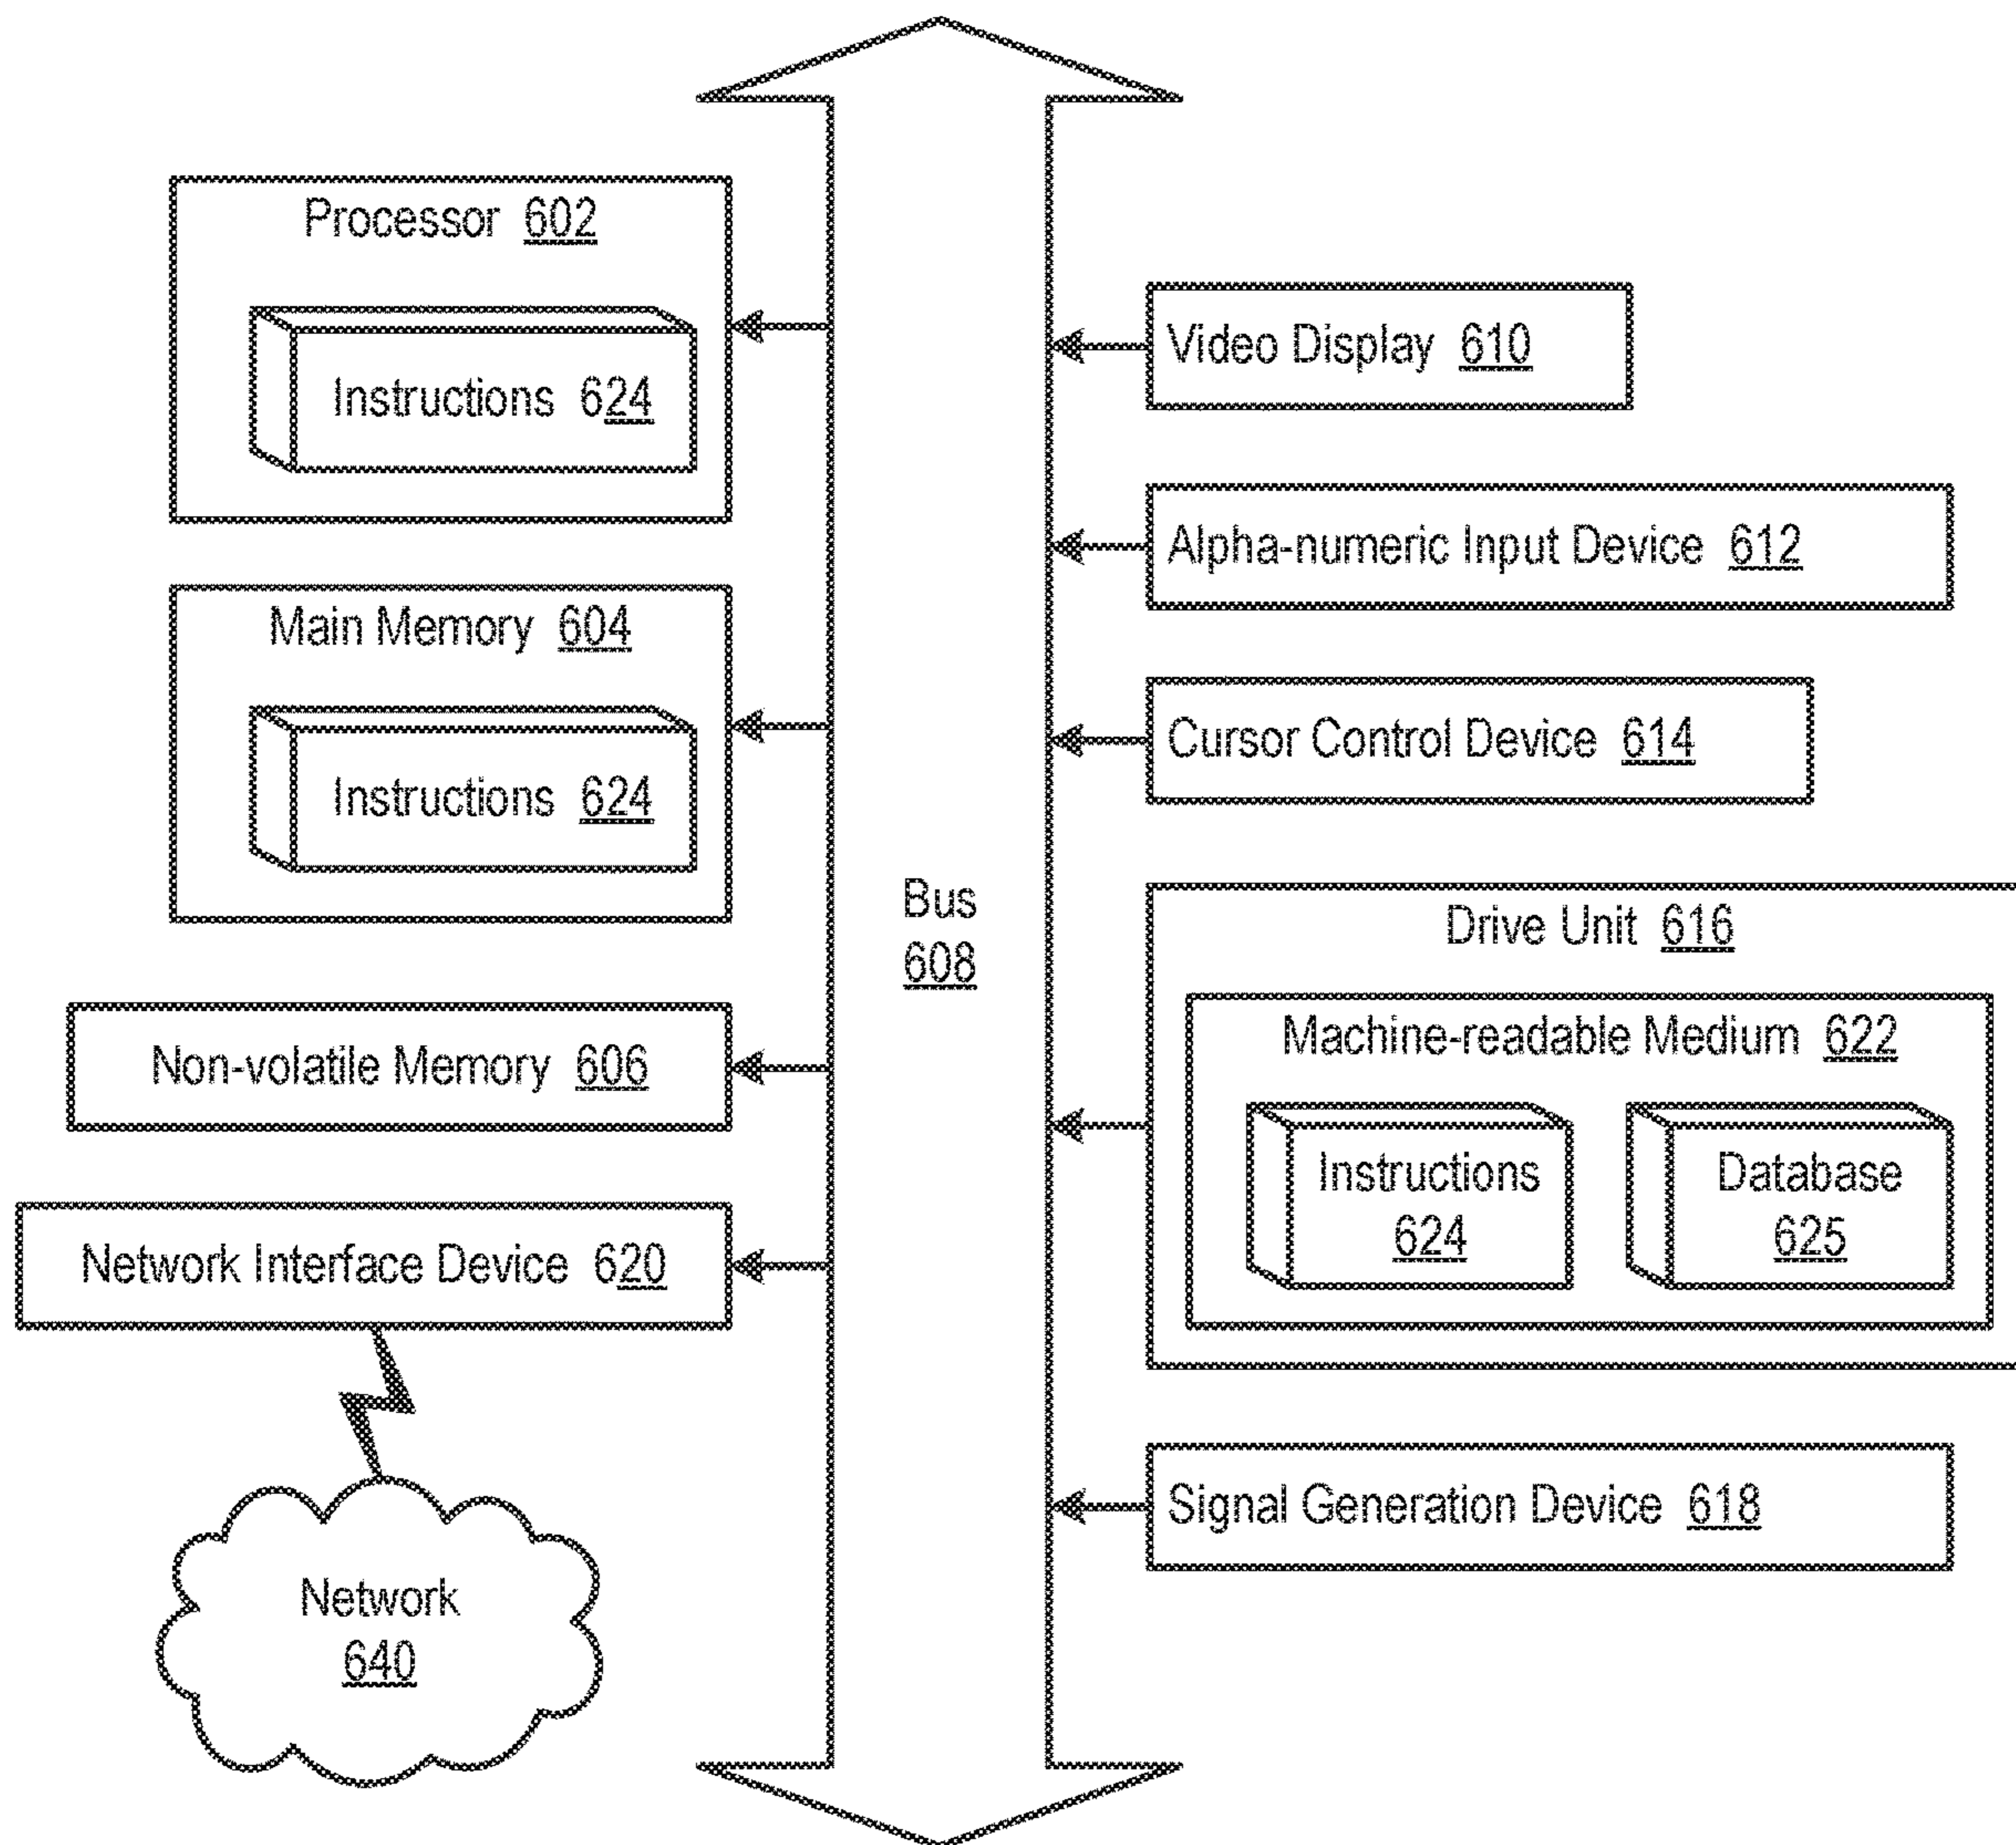 Processor 602
Instructions 624
Main Memory 604
Instructions 624
Non-volatile Memory 606
Network Interface Device 620
Network
640
Bus
608
Video Display 610
Alpha-numeric Input Device 612
Cursor Control Device 614
Drive Unit 616
Machine-readable Medium 622
Instructions
624
Database
625
Signal Generation Device 618